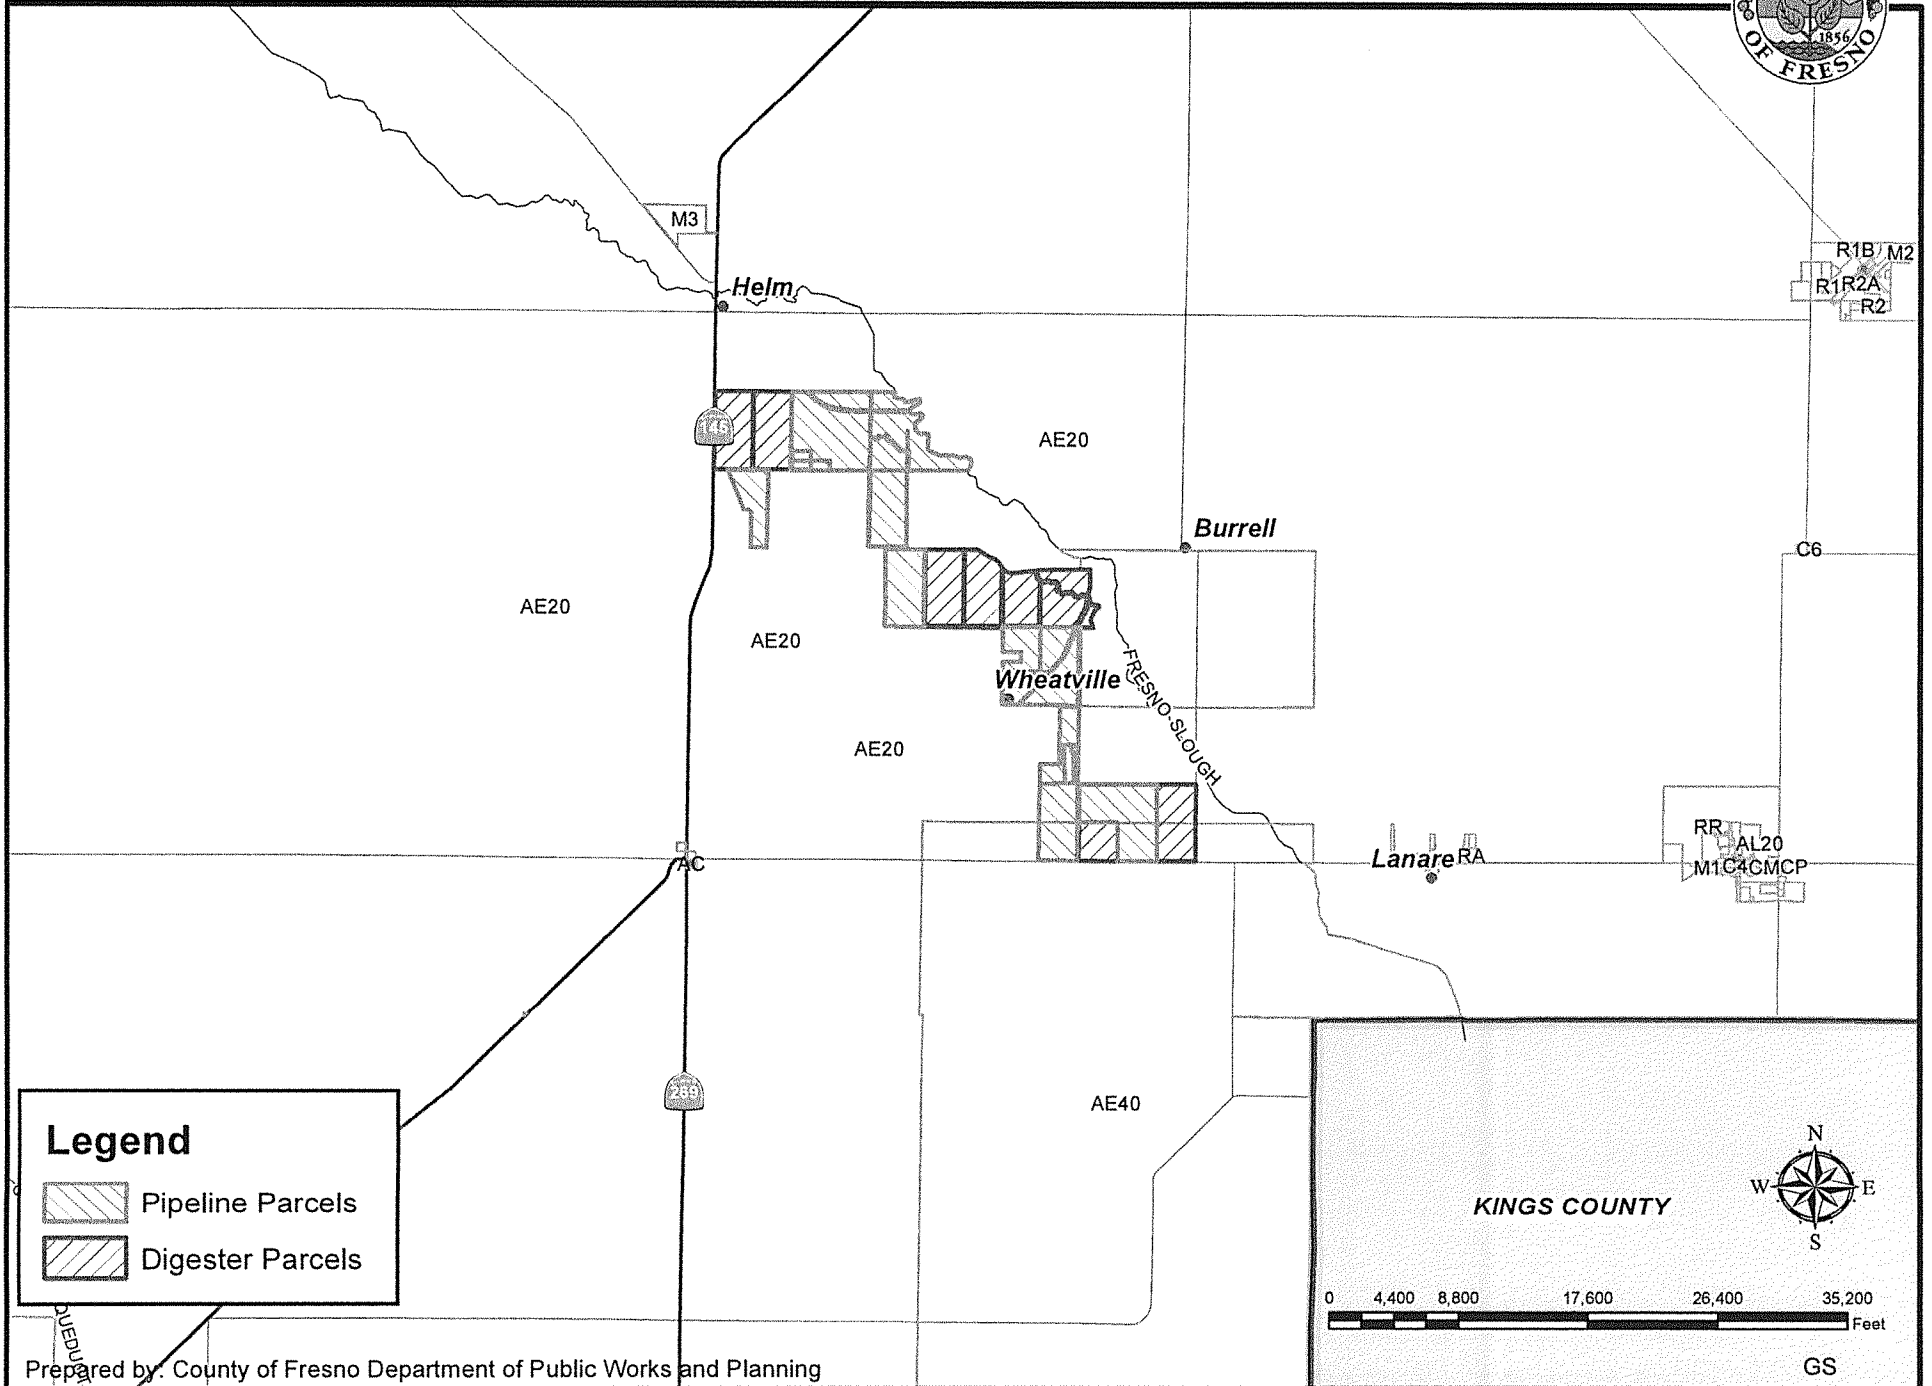 1856
OF FRESNO
M3
R1B
M2
Helm
R1
R2A
R2
146
AE20
Burrell
C6
AE20
AE20
Wheatville
FRESNO SLOUGH
AE20
RR
AL20
AC
Lanare
RA
M1
C4
CMCP
269
AE40
Legend
Pipeline Parcels
Digester Parcels
N
W
E
S
KINGS COUNTY
0 4,400 8,800 17,600 26,400 35,200
Feet
Prepared by: County of Fresno Department of Public Works and Planning
GS